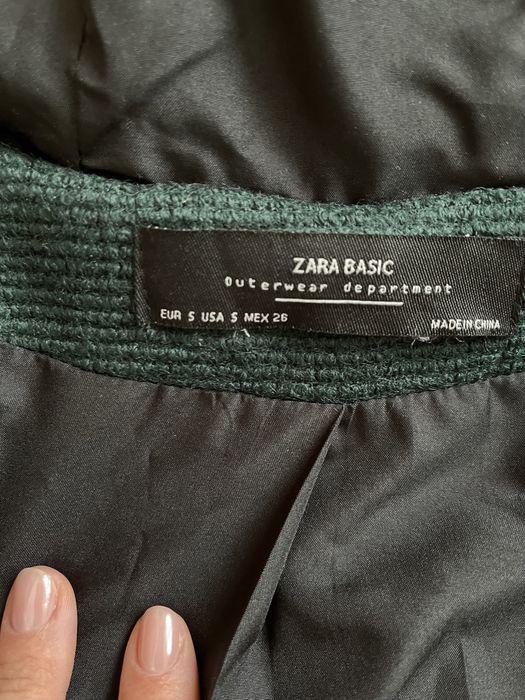 ZARA BASIC
Outerwear department
EUR S USA S MEX 26
MADE IN CHINA